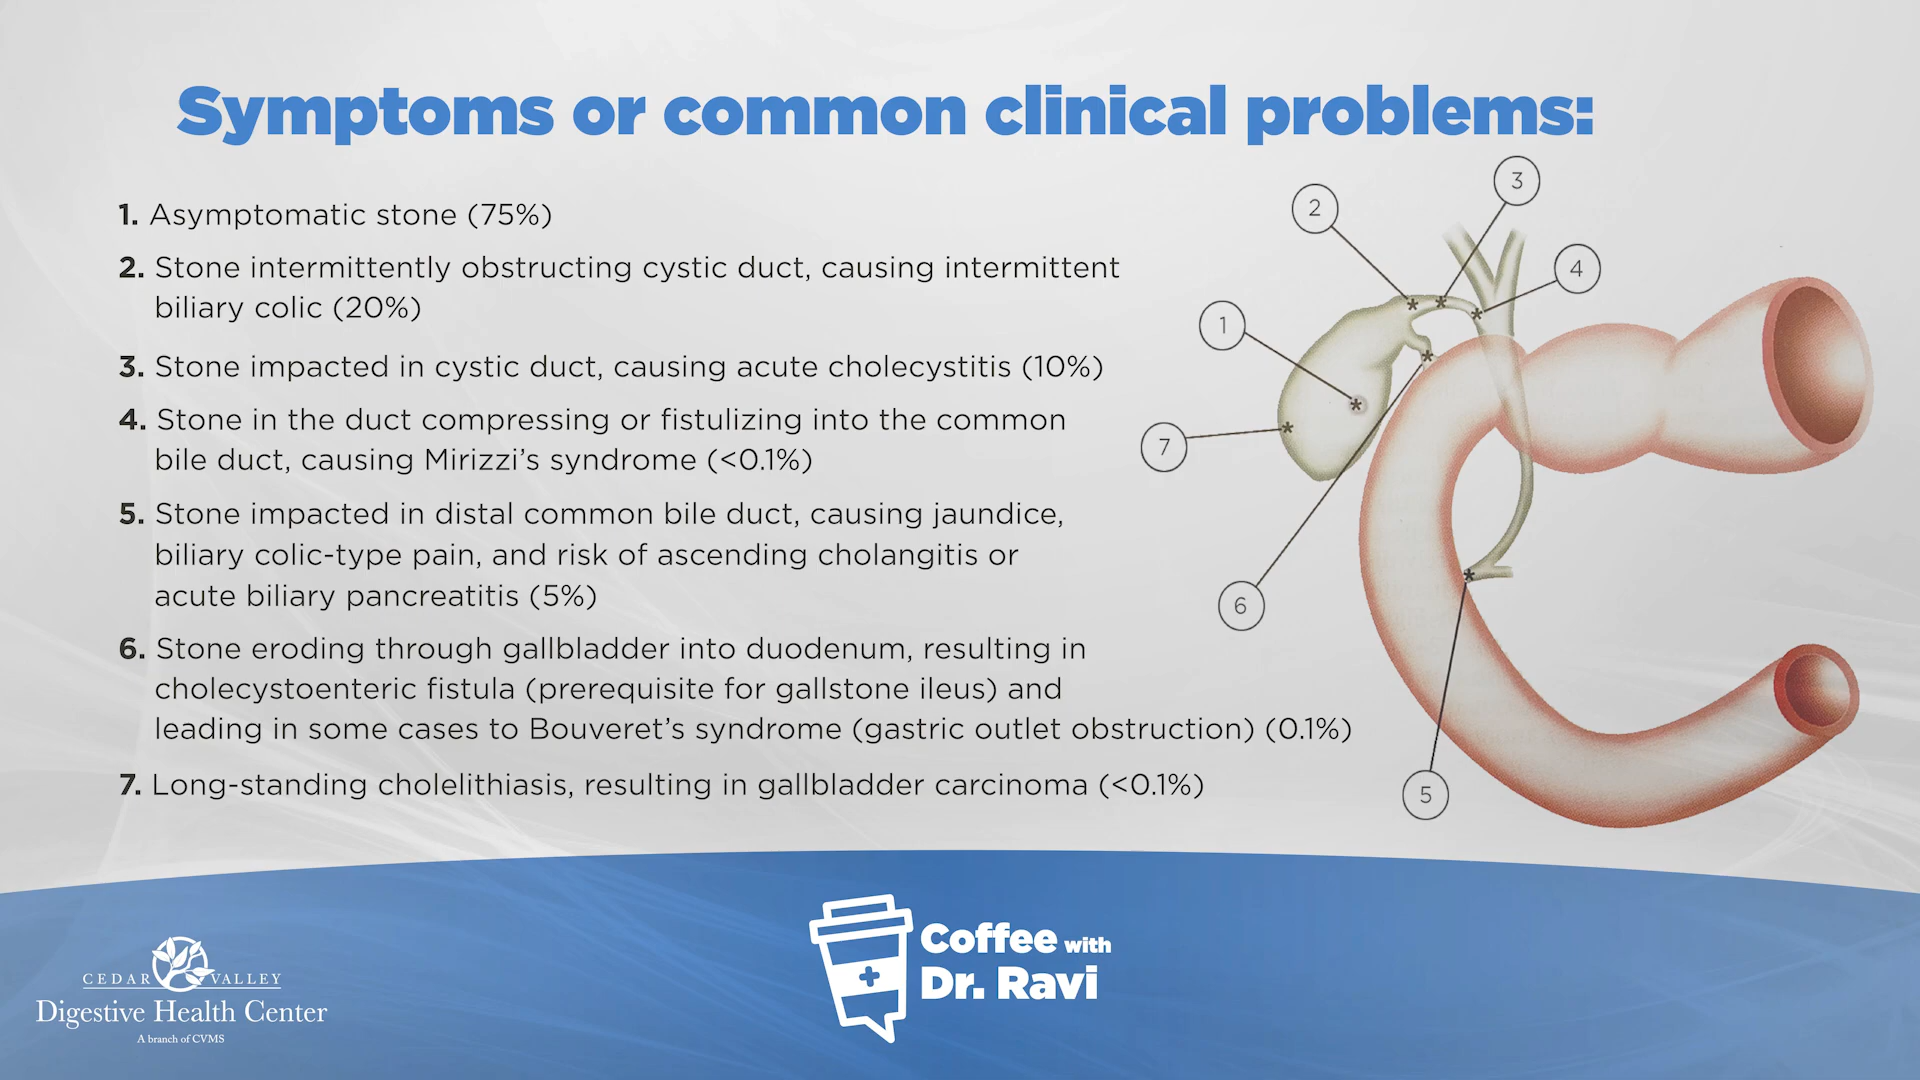 Symptoms or common clinical problems:
1. Asymptomatic stone (75%)
2. Stone intermittently obstructing cystic duct, causing intermittent
biliary colic (20%)
3. Stone impacted in cystic duct, causing acute cholecystitis (10%)
4. Stone in the duct compressing or fistulizing into the common
bile duct, causing Mirizzi’s syndrome (<0.1%)
5. Stone impacted in distal common bile duct, causing jaundice,
biliary colic-type pain, and risk of ascending cholangitis or
acute biliary pancreatitis (5%)
6. Stone eroding through gallbladder into duodenum, resulting in
cholecystoenteric fistula (prerequisite for gallstone ileus) and
leading in some cases to Bouveret’s syndrome (gastric outlet obstruction) (0.1%)
7. Long-standing cholelithiasis, resulting in gallbladder carcinoma (<0.1%)
3
2
4
1
7
6
5
CEDAR VALLEY
Digestive Health Center
A branch of CVMS
Coffee with
Dr. Ravi